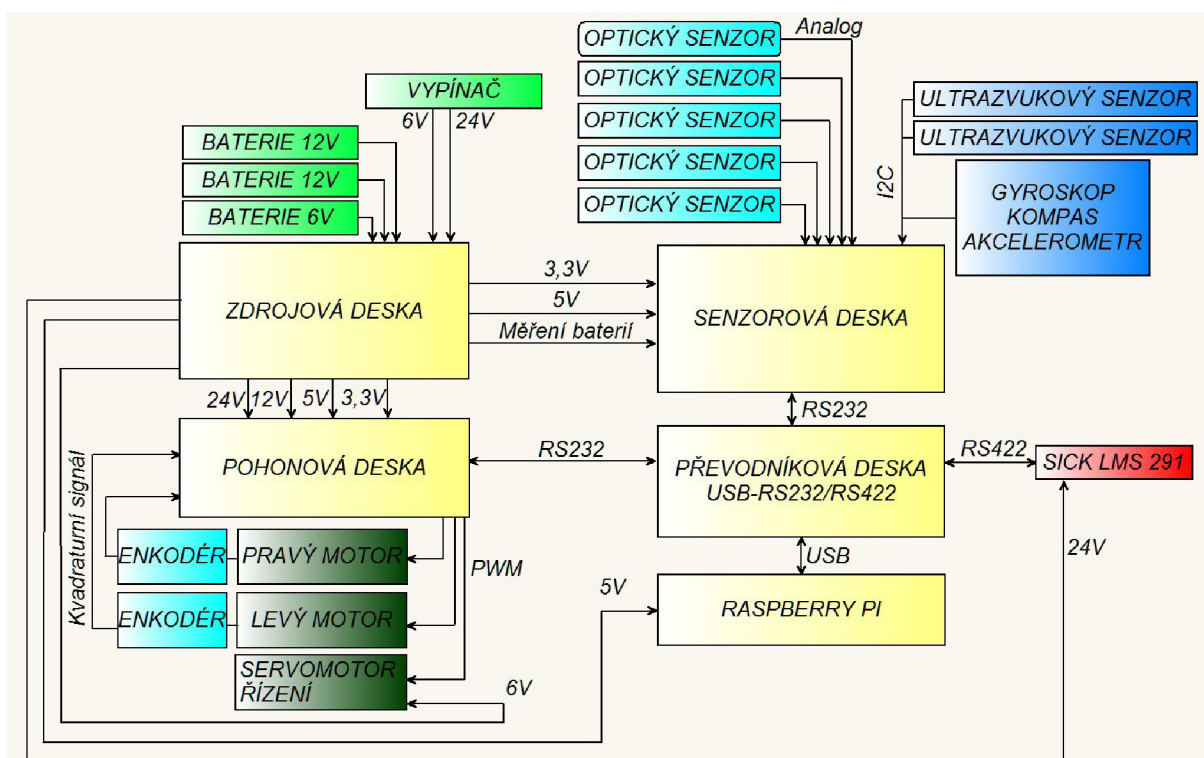 OPTICKÝ SENZOR
Analog
OPTICKÝ SENZOR
OPTICKÝ SENZOR
OPTICKÝ SENZOR
OPTICKÝ SENZOR
VYPÍNAČ
6V
24V
BATERIE 12V
BATERIE 12V
BATERIE 6V
ULTRAZVUKOVÝ SENZOR
ULTRAZVUKOVÝ SENZOR
I2C
GYROSKOP
KOMPAS
AKCELEROMETR
ZDROJOVÁ DESKA
3,3V
5V
Měření baterií
SENZOROVÁ DESKA
24V
12V
5V
3,3V
RS232
POHONOVÁ DESKA
RS232
PŘEVODNÍKOVÁ DESKA
USB-RS232/RS422
RS422
SICK LMS 291
Kvadraturní signál
ENKODÉR
PRAVÝ MOTOR
PWM
USB
24V
ENKODÉR
LEVÝ MOTOR
5V
RASPBERRY PI
SERVOMOTOR
ŘÍZENÍ
6V